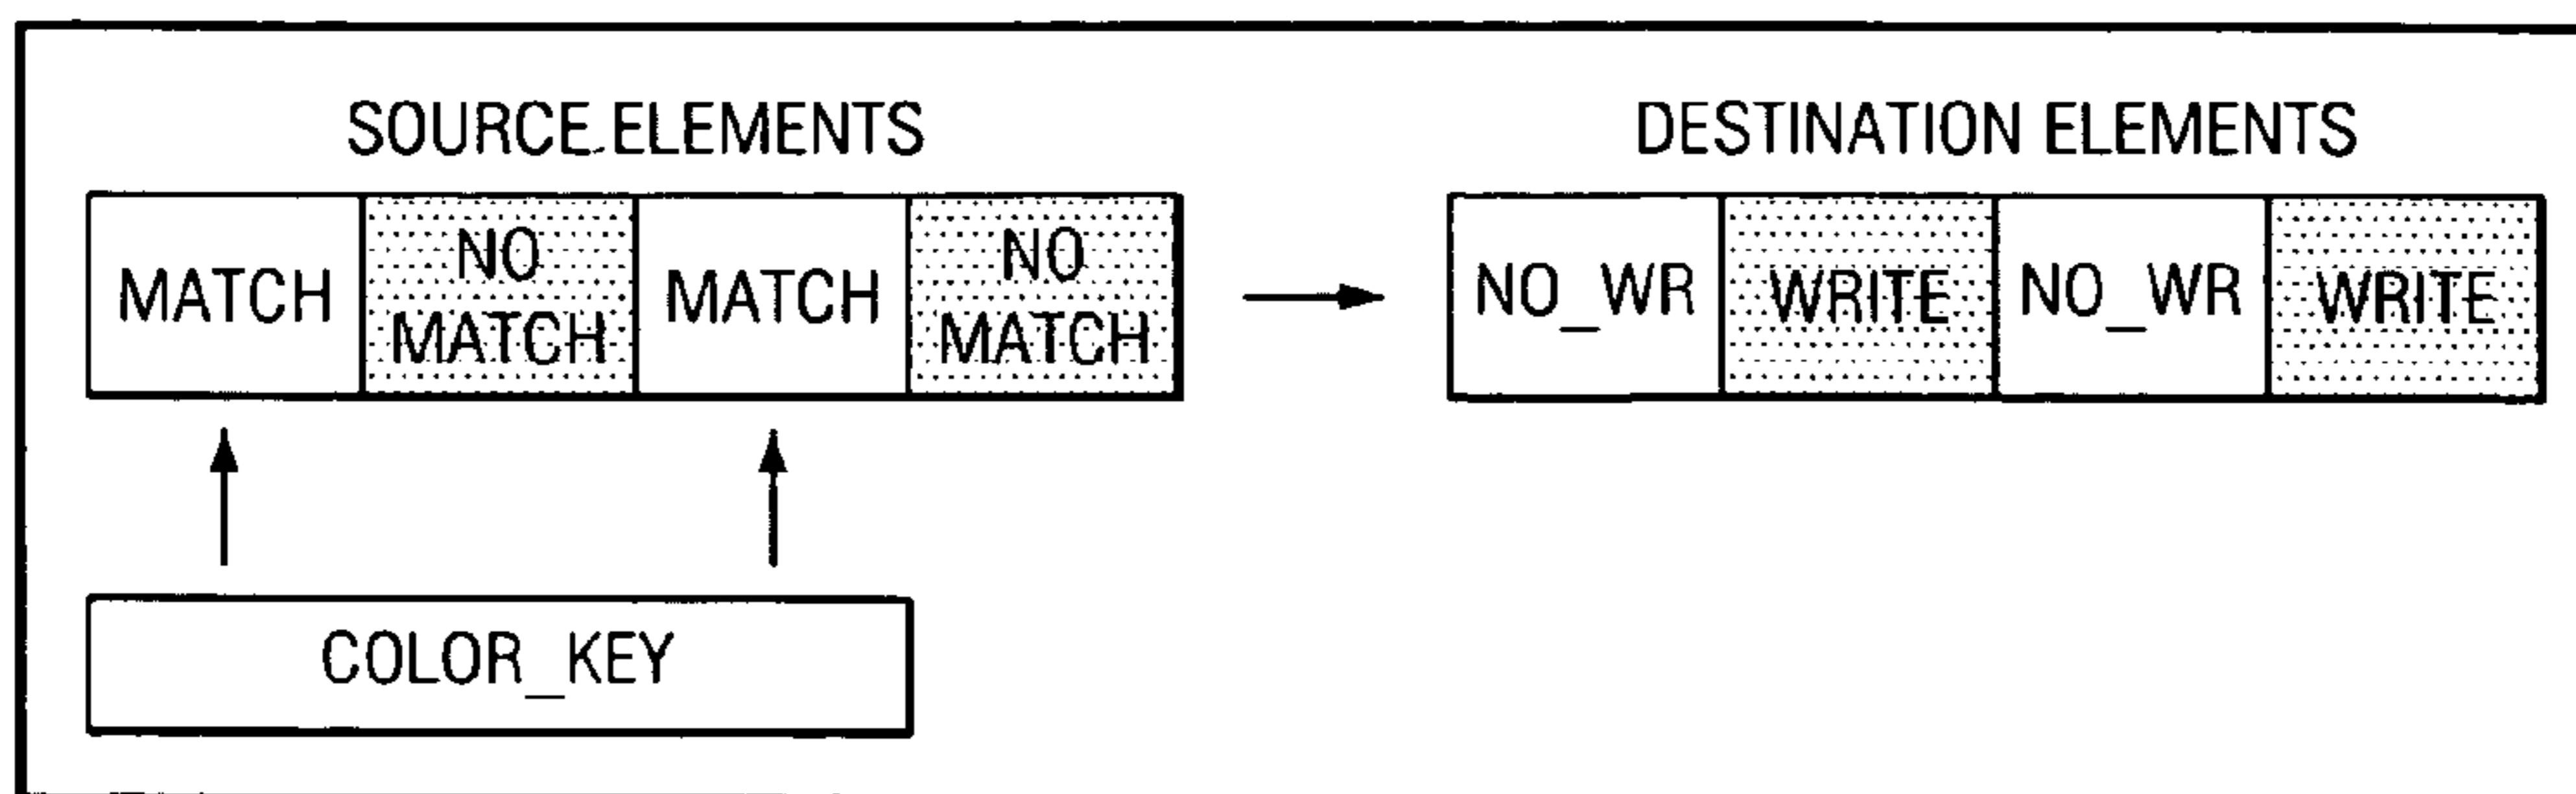 SOURCE ELEMENTS
DESTINATION ELEMENTS
MATCH
NO
MATCH
MATCH
NO
MATCH
NO_WR
WRITE
NO_WR
WRITE
COLOR_KEY